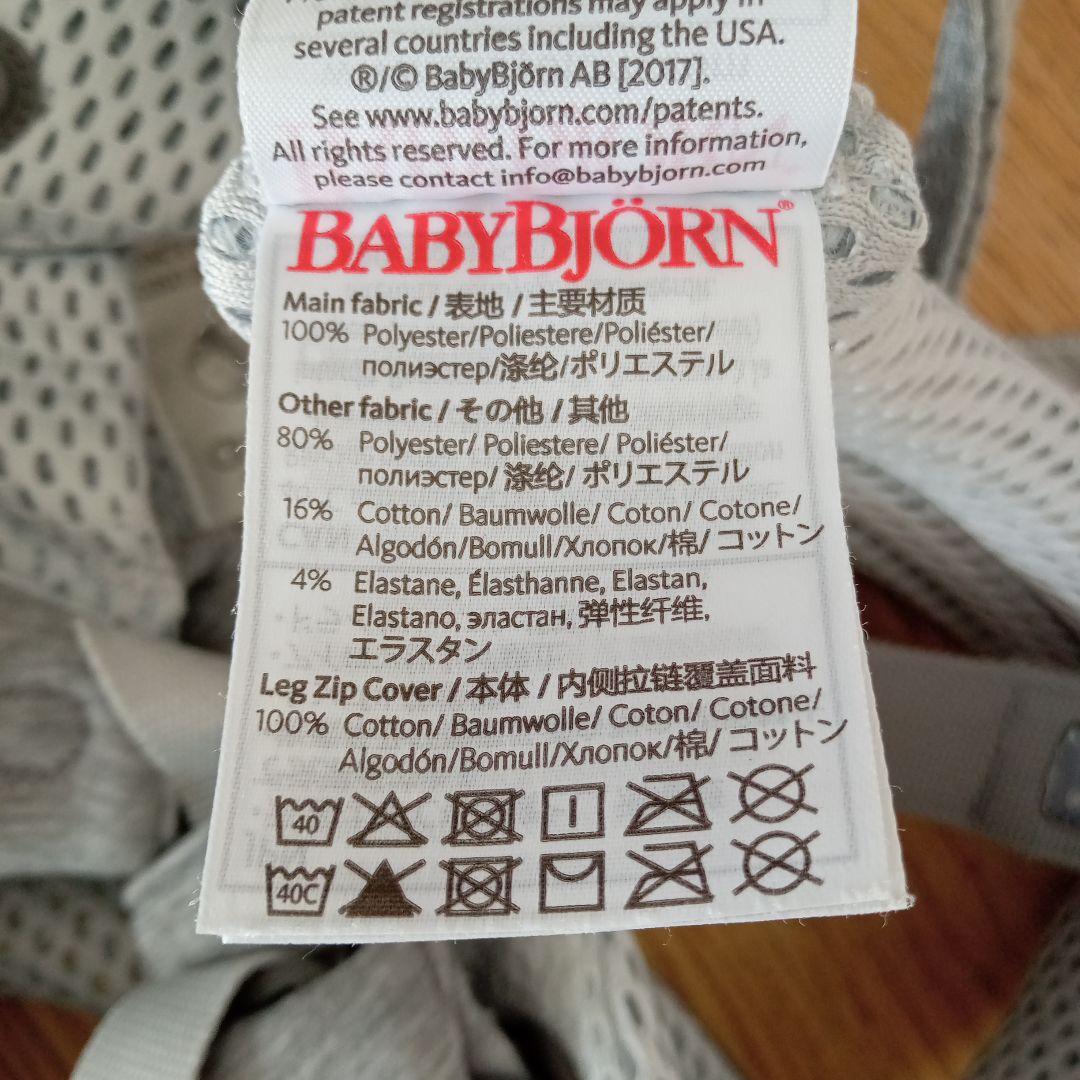 patent registrations may apply in
several countries including the USA.
®/© BabyBjörn AB [2017].
See www.babybjorn.com/patents.
All rights reserved. For more information,
please contact info@babybjorn.com
BABYBJÖRN®
Main fabric / 表地 / 主要材质
100% Polyester/Poliestere/Poliéster/
полиэстер/涤纶/ポリエステル
Other fabric / その他 / 其他
80% Polyester/ Poliestere/ Poliéster/
полиэстер/ 涤纶/ ポリエステル
16% Cotton/ Baumwolle/ Coton/ Cotone/
Algodón/Bomull/Хлопок/棉/ コットン
4% Elastane, Élasthanne, Elastan,
Elastano, эластан, 弹性纤维,
エラスタン
Leg Zip Cover / 本体 / 内侧拉链覆盖面料
100% Cotton/ Baumwolle/ Coton/ Cotone/
Algodón/Bomull/Хлопок/棉/ コットン
40
40C